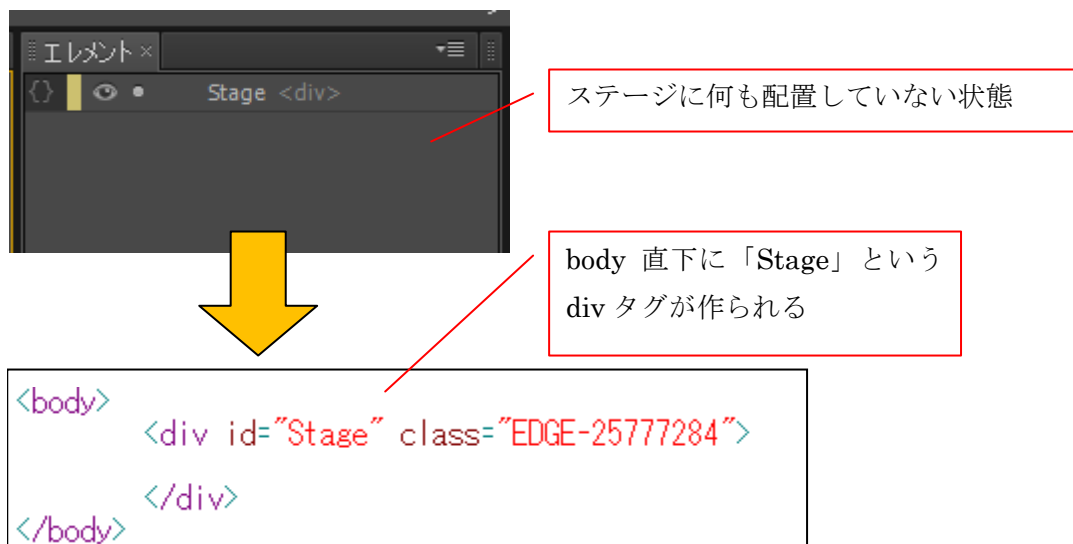 エレメント ×
{} Stage <div>
ステージに何も配置していない状態
body 直下に「Stage」という
div タグが作られる
<body>
<div id="Stage" class="EDGE-25777284">
</div>
</body>